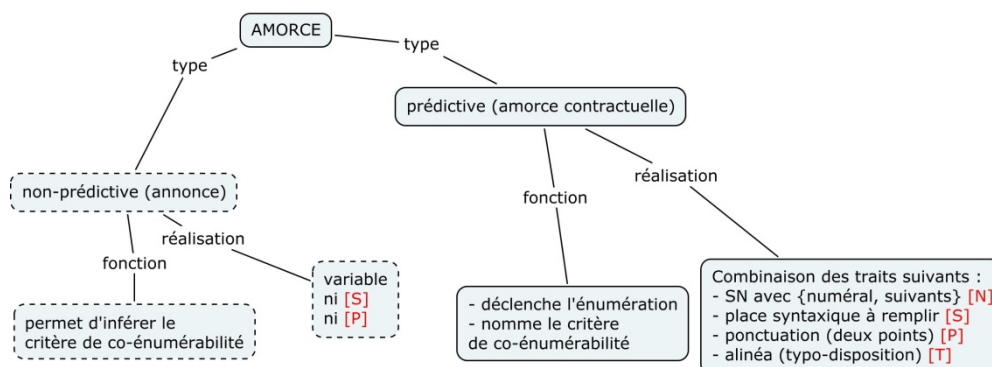 AMORCE
type
type
prédictive (amorce contractuelle)
non-prédictive (annonce)
réalisation
fonction
réalisation
fonction
variable
ni [S]
ni [P]
permet d'inférer le
critère de co-énumérabilité
- déclenche l'énumération
- nomme le critère
de co-énumérabilité
Combinaison des traits suivants :
- SN avec {numéral, suivants} [N]
- place syntaxique à remplir [S]
- ponctuation (deux points) [P]
- alinéa (typo-disposition) [T]